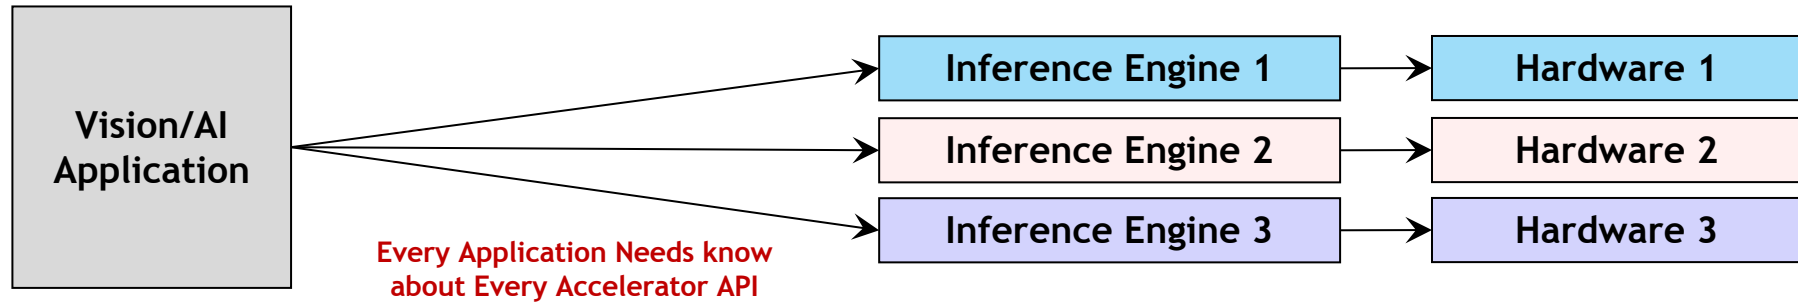 Vision/AI
Application
Inference Engine 1
Hardware 1
Inference Engine 2
Hardware 2
Inference Engine 3
Hardware 3
Every Application Needs know
about Every Accelerator API